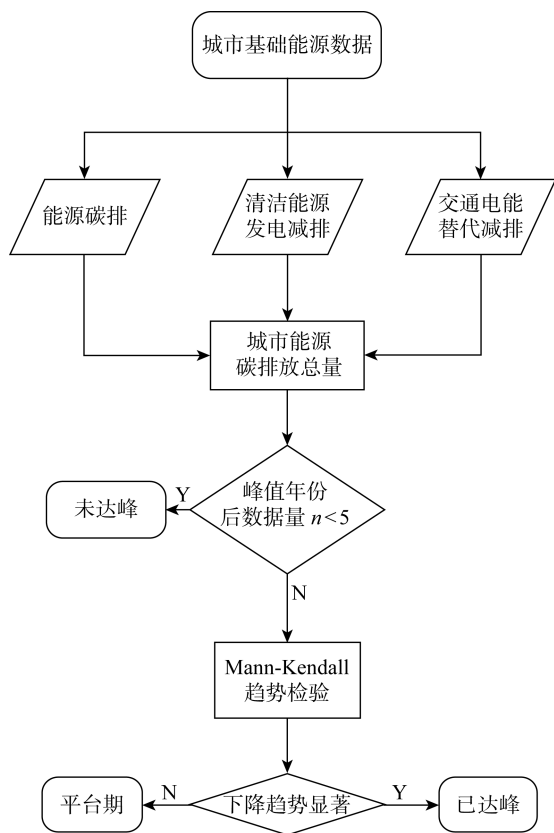 城市基础能源数据
能源碳排
清洁能源
发电减排
交通电能
替代减排
城市能源
碳排放总量
峰值年份
后数据量 n<5
Y
未达峰
N
Mann-Kendall
趋势检验
平台期
N
下降趋势显著
Y
已达峰